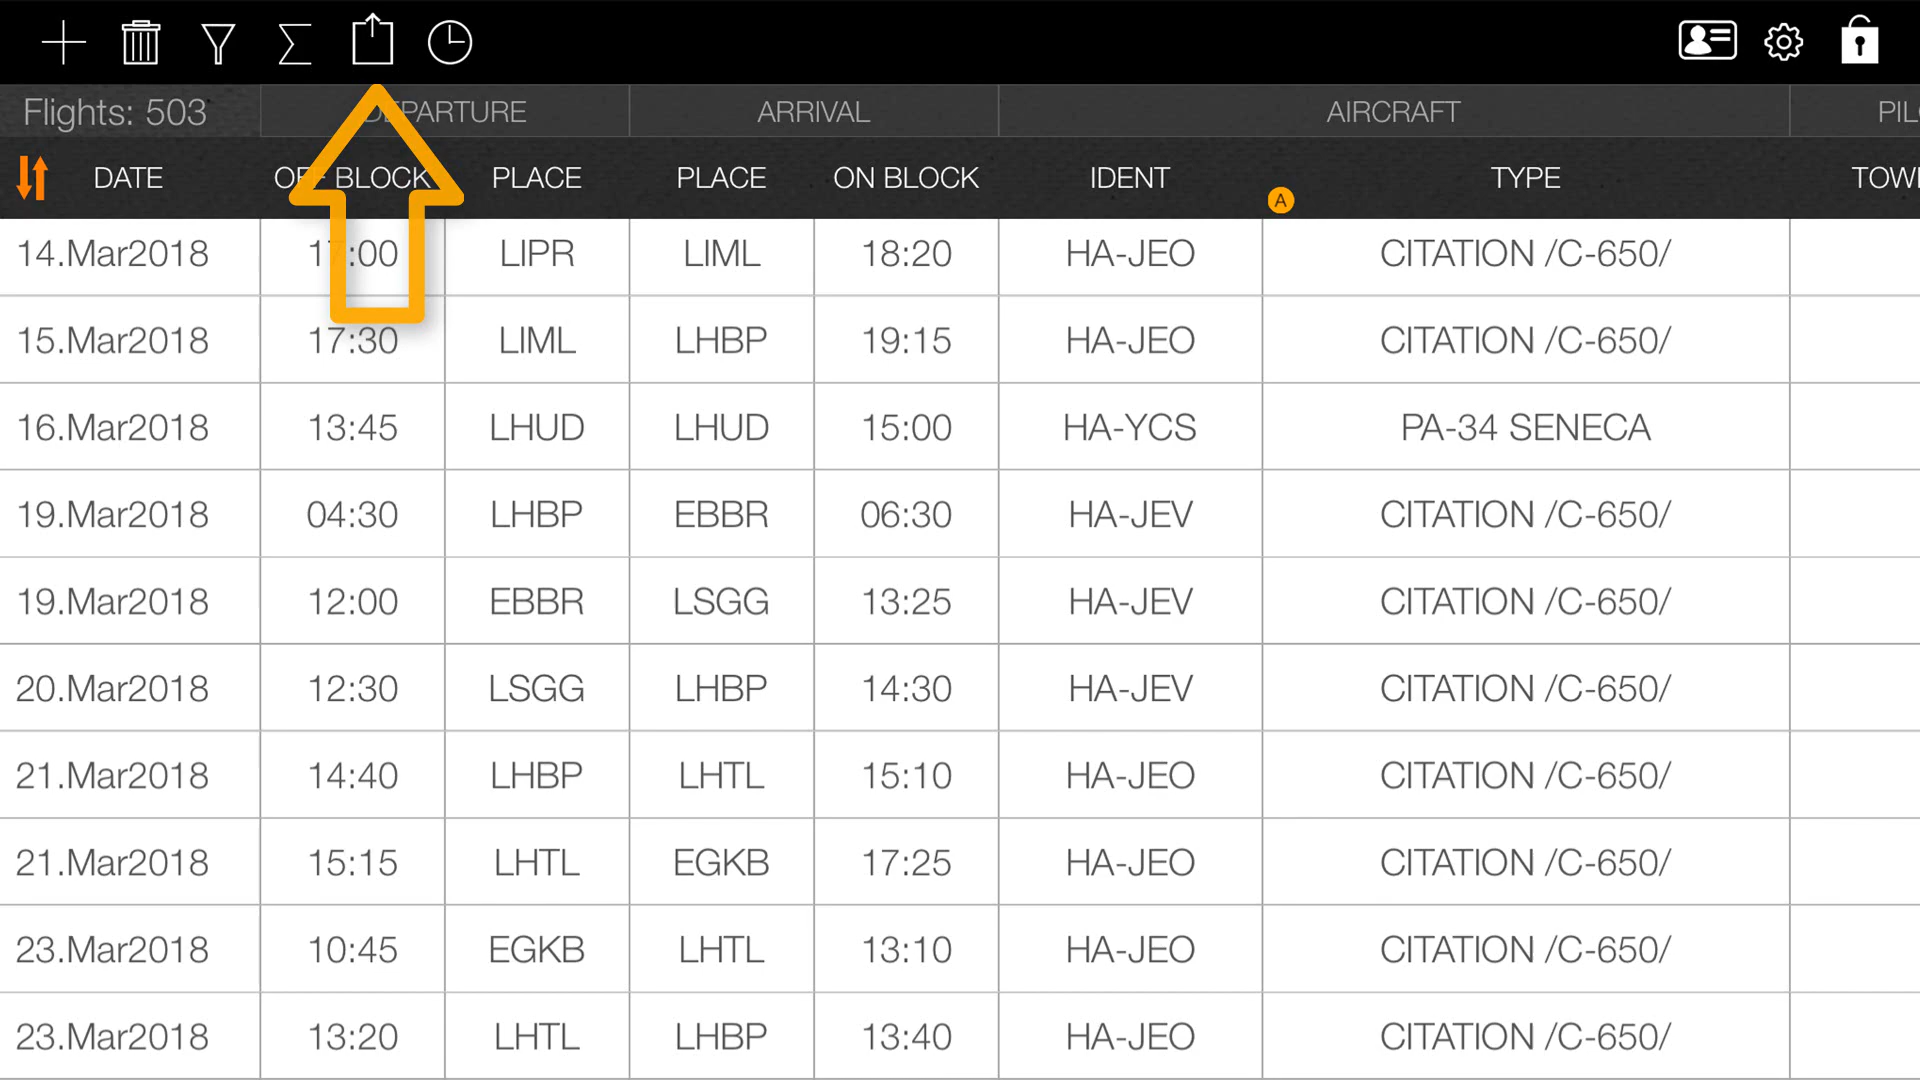 Flights: 503 DEPARTURE ARRIVAL AIRCRAFT
DATE OFF BLOCK PLACE PLACE ON BLOCK IDENT A TYPE
14.Mar2018 17:00 LIPR LIML 18:20 HA-JEO CITATION /C-650/
15.Mar2018 17:30 LIML LHBP 19:15 HA-JEO CITATION /C-650/
16.Mar2018 13:45 LHUD LHUD 15:00 HA-YCS PA-34 SENECA
19.Mar2018 04:30 LHBP EBBR 06:30 HA-JEV CITATION /C-650/
19.Mar2018 12:00 EBBR LSGG 13:25 HA-JEV CITATION /C-650/
20.Mar2018 12:30 LSGG LHBP 14:30 HA-JEV CITATION /C-650/
21.Mar2018 14:40 LHBP LHTL 15:10 HA-JEO CITATION /C-650/
21.Mar2018 15:15 LHTL EGKB 17:25 HA-JEO CITATION /C-650/
23.Mar2018 10:45 EGKB LHTL 13:10 HA-JEO CITATION /C-650/
23.Mar2018 13:20 LHTL LHBP 13:40 HA-JEO CITATION /C-650/